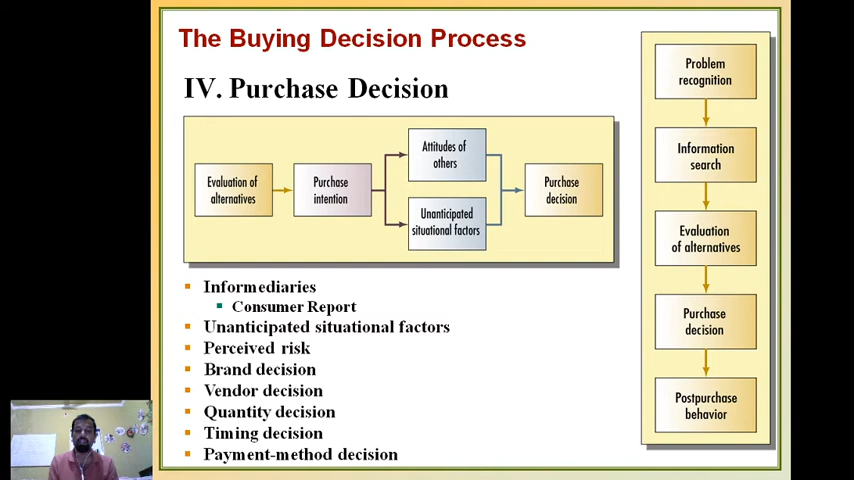 The Buying Decision Process
IV. Purchase Decision
Evaluation of
alternatives
Purchase
intention
Attitudes of
others
Unanticipated
situational factors
Purchase
decision
Informediaries
Consumer Report
Unanticipated situational factors
Perceived risk
Brand decision
Vendor decision
Quantity decision
Timing decision
Payment-method decision
Problem
recognition
Information
search
Evaluation
of alternatives
Purchase
decision
Postpurchase
behavior